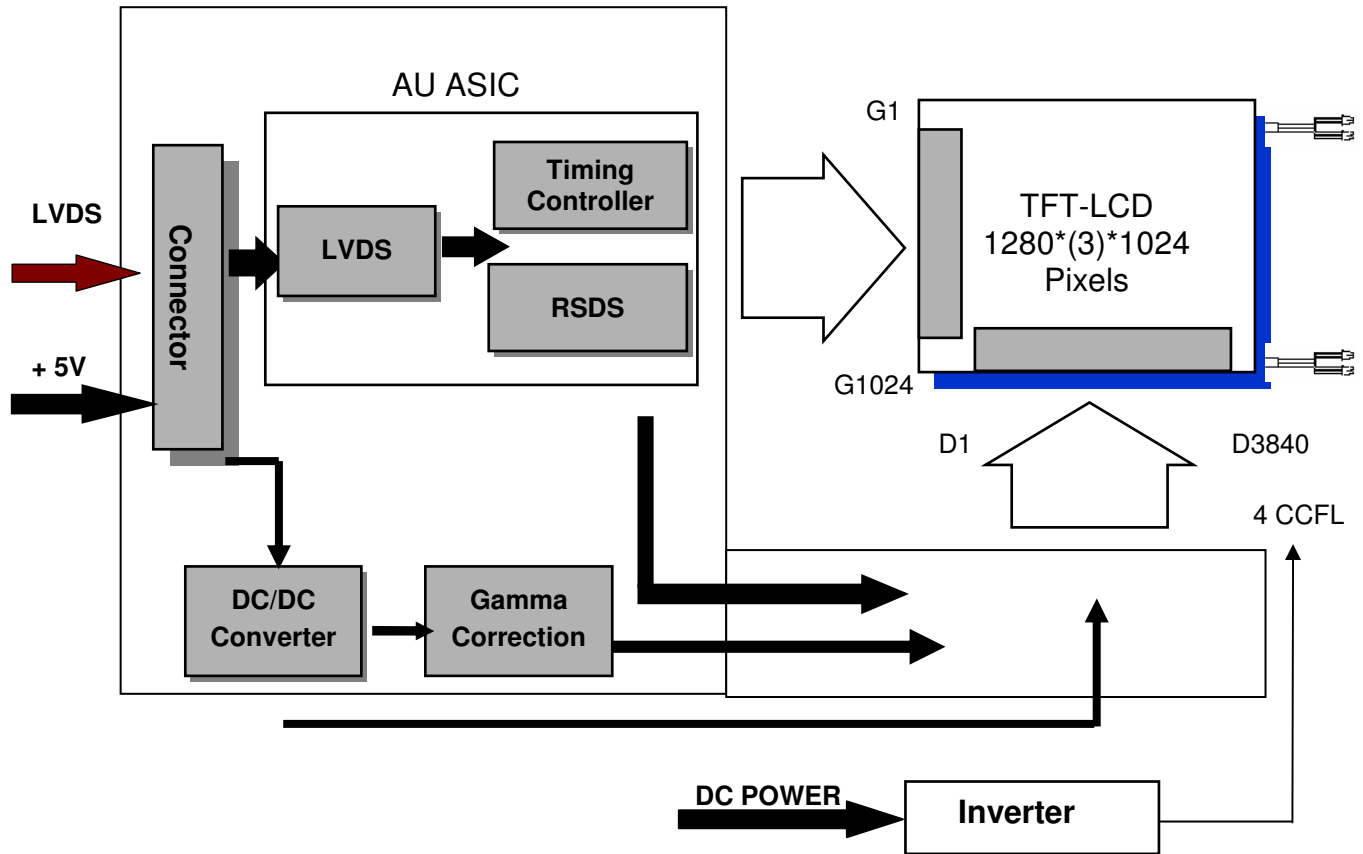 AU ASIC
G1
Timing
Controller
TFT-LCD
1280*(3)*1024
Pixels
LVDS
Connector
LVDS
RSDS
+ 5V
G1024
D1
D3840
4 CCFL
DC/DC
Converter
Gamma
Correction
DC POWER
Inverter